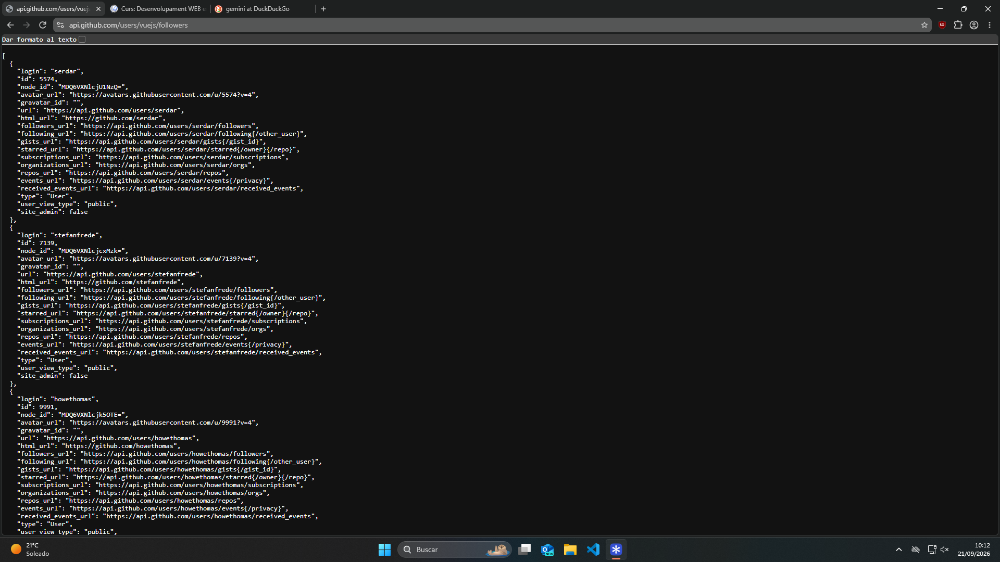 api.github.com/users/vuejs
Curs: Desenvolupament WEB e
gemini at DuckDuckGo
api.github.com/users/vuejs/followers
Dar formato al texto
[
  {
    "login": "serdar",
    "id": 5574,
    "node_id": "MDQ6VXNlcjU1NzQ=",
    "avatar_url": "https://avatars.githubusercontent.com/u/5574?v=4",
    "gravatar_id": "",
    "url": "https://api.github.com/users/serdar",
    "html_url": "https://github.com/serdar",
    "followers_url": "https://api.github.com/users/serdar/followers",
    "following_url": "https://api.github.com/users/serdar/following{/other_user}",
    "gists_url": "https://api.github.com/users/serdar/gists{/gist_id}",
    "starred_url": "https://api.github.com/users/serdar/starred{/owner}{/repo}",
    "subscriptions_url": "https://api.github.com/users/serdar/subscriptions",
    "organizations_url": "https://api.github.com/users/serdar/orgs",
    "repos_url": "https://api.github.com/users/serdar/repos",
    "events_url": "https://api.github.com/users/serdar/events{/privacy}",
    "received_events_url": "https://api.github.com/users/serdar/received_events",
    "type": "User",
    "user_view_type": "public",
    "site_admin": false
  },
  {
    "login": "stefanfrede",
    "id": 7139,
    "node_id": "MDQ6VXNlcjcxMzk=",
    "avatar_url": "https://avatars.githubusercontent.com/u/7139?v=4",
    "gravatar_id": "",
    "url": "https://api.github.com/users/stefanfrede",
    "html_url": "https://github.com/stefanfrede",
    "followers_url": "https://api.github.com/users/stefanfrede/followers",
    "following_url": "https://api.github.com/users/stefanfrede/following{/other_user}",
    "gists_url": "https://api.github.com/users/stefanfrede/gists{/gist_id}",
    "starred_url": "https://api.github.com/users/stefanfrede/starred{/owner}{/repo}",
    "subscriptions_url": "https://api.github.com/users/stefanfrede/subscriptions",
    "organizations_url": "https://api.github.com/users/stefanfrede/orgs",
    "repos_url": "https://api.github.com/users/stefanfrede/repos",
    "events_url": "https://api.github.com/users/stefanfrede/events{/privacy}",
    "received_events_url": "https://api.github.com/users/stefanfrede/received_events",
    "type": "User",
    "user_view_type": "public",
    "site_admin": false
  },
  {
    "login": "howethomas",
    "id": 9991,
    "node_id": "MDQ6VXNlcjk5OTE=",
    "avatar_url": "https://avatars.githubusercontent.com/u/9991?v=4",
    "gravatar_id": "",
    "url": "https://api.github.com/users/howethomas",
    "html_url": "https://github.com/howethomas",
    "followers_url": "https://api.github.com/users/howethomas/followers",
    "following_url": "https://api.github.com/users/howethomas/following{/other_user}",
    "gists_url": "https://api.github.com/users/howethomas/gists{/gist_id}",
    "starred_url": "https://api.github.com/users/howethomas/starred{/owner}{/repo}",
    "subscriptions_url": "https://api.github.com/users/howethomas/subscriptions",
    "organizations_url": "https://api.github.com/users/howethomas/orgs",
    "repos_url": "https://api.github.com/users/howethomas/repos",
    "events_url": "https://api.github.com/users/howethomas/events{/privacy}",
    "received_events_url": "https://api.github.com/users/howethomas/received_events",
    "type": "User",
    "user_view_type": "public",
21°C
Soleado
Buscar
NEW
10:12
21/09/2026